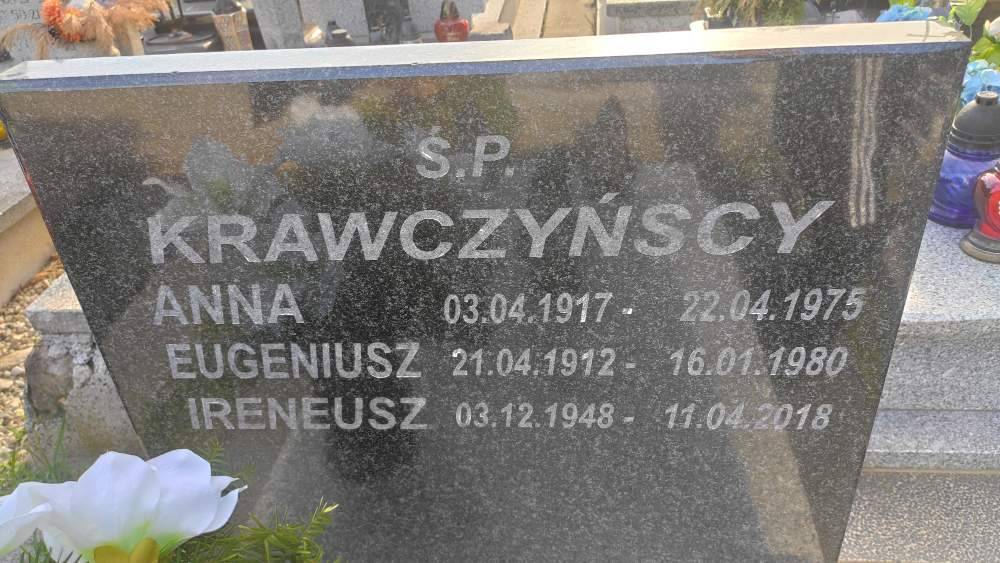 Ś.P.
KRAWCZYŃSCY
ANNA 03.04.1917 - 22.04.1975
EUGENIUSZ 21.04.1912 - 16.01.1980
IRENEUSZ 03.12.1948 - 11.04.2018